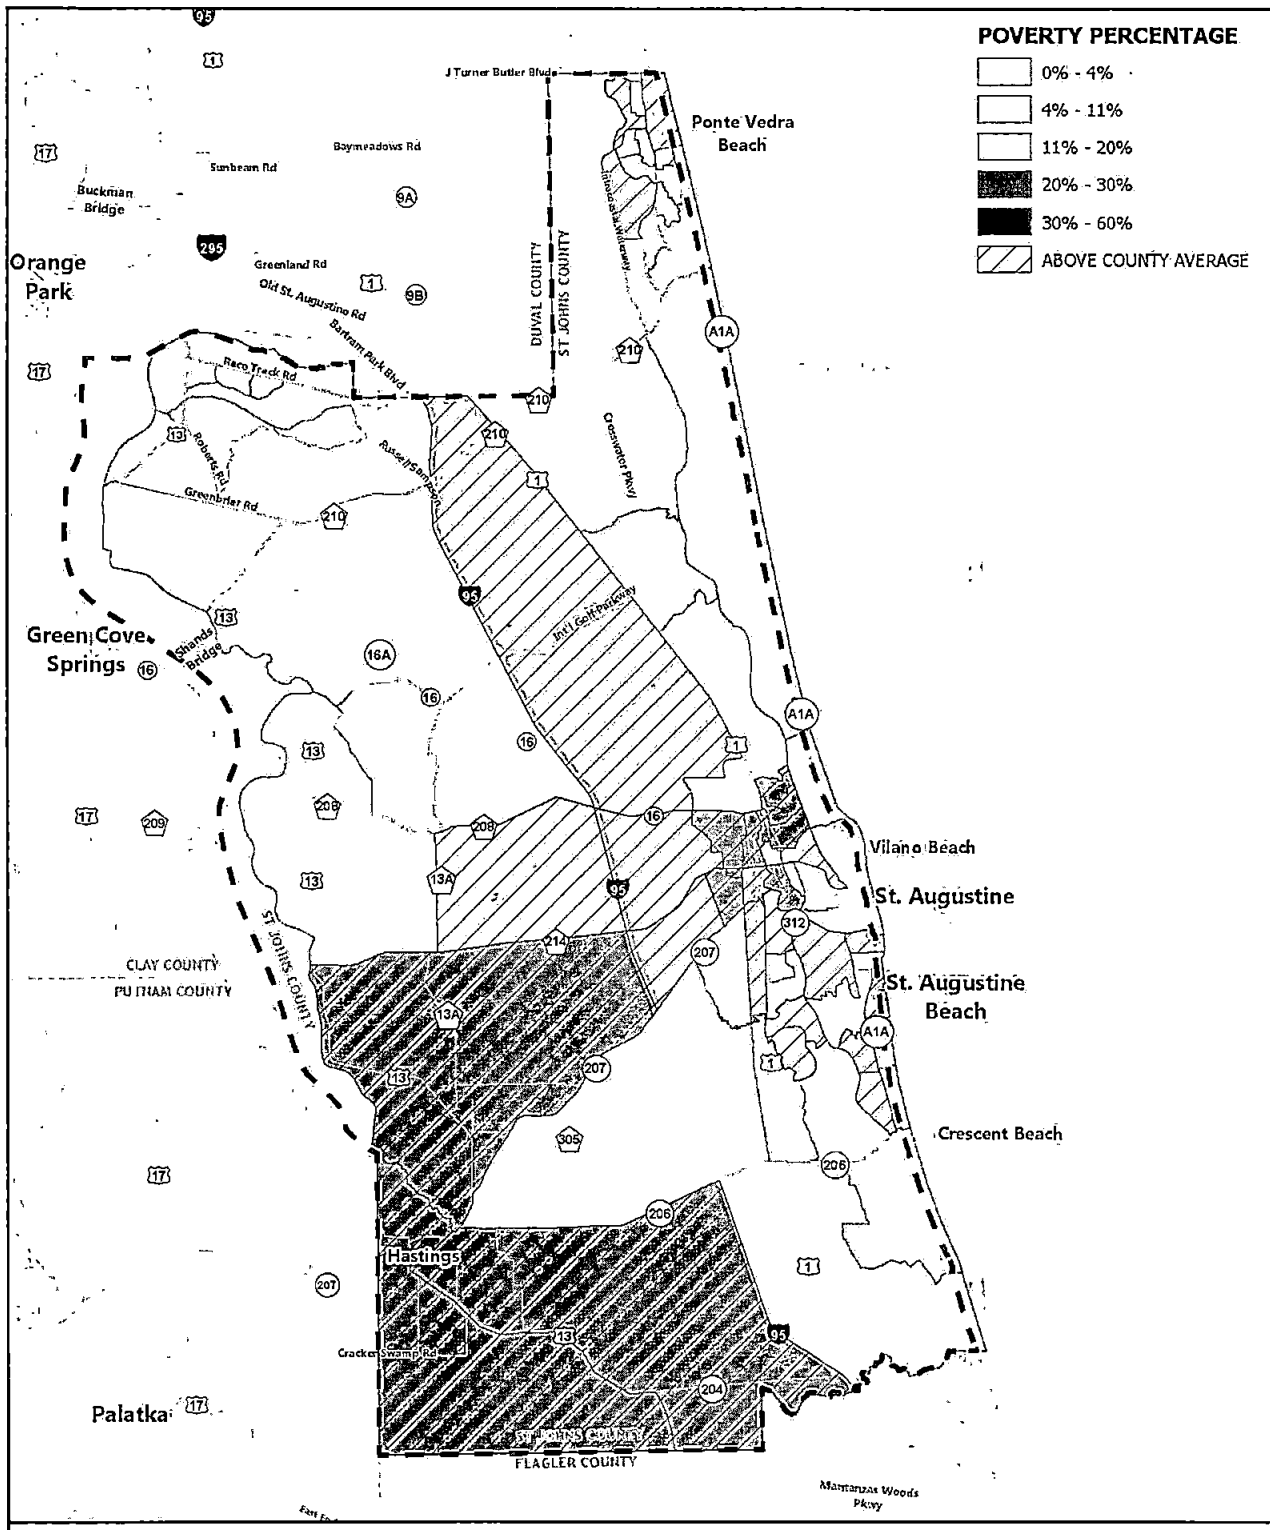 95
1
J Turner Butler Blvd
POVERTY PERCENTAGE
0% - 4%
4% - 11%
11% - 20%
20% - 30%
30% - 60%
ABOVE COUNTY AVERAGE
Ponte Vedra
Beach
17
Baymeadows Rd
Sunbeam Rd
Buckman
Bridge
9A
295
Orange
Park
Greenland Rd
1
9B
Old St. Augustine Rd
Bartram Park Blvd
DUVAL COUNTY
ST JOHNS COUNTY
Intracoastal Waterway
A1A
210
17
Race Track Rd
210
13
Roberts Rd
210
Russell Sampson
1
Crosswater Pkwy
Greenbrier Rd
210
95
Int'l Golf Parkway
13
Green Cove
Springs
16
Shands
Bridge
16A
16
A1A
13
16
1
17
209
208
208
16
Vilano Beach
13
13A
95
St. Augustine
312
ST JOHNS COUNTY
214
207
CLAY COUNTY
PUTNAM COUNTY
St. Augustine
Beach
13A
A1A
13
207
1
305
Crescent Beach
17
206
206
Hastings
207
1
13
95
Cracker Swamp Rd
204
Palatka
17
ST JOHNS COUNTY
FLAGLER COUNTY
Mantanzas Woods
Pkwy